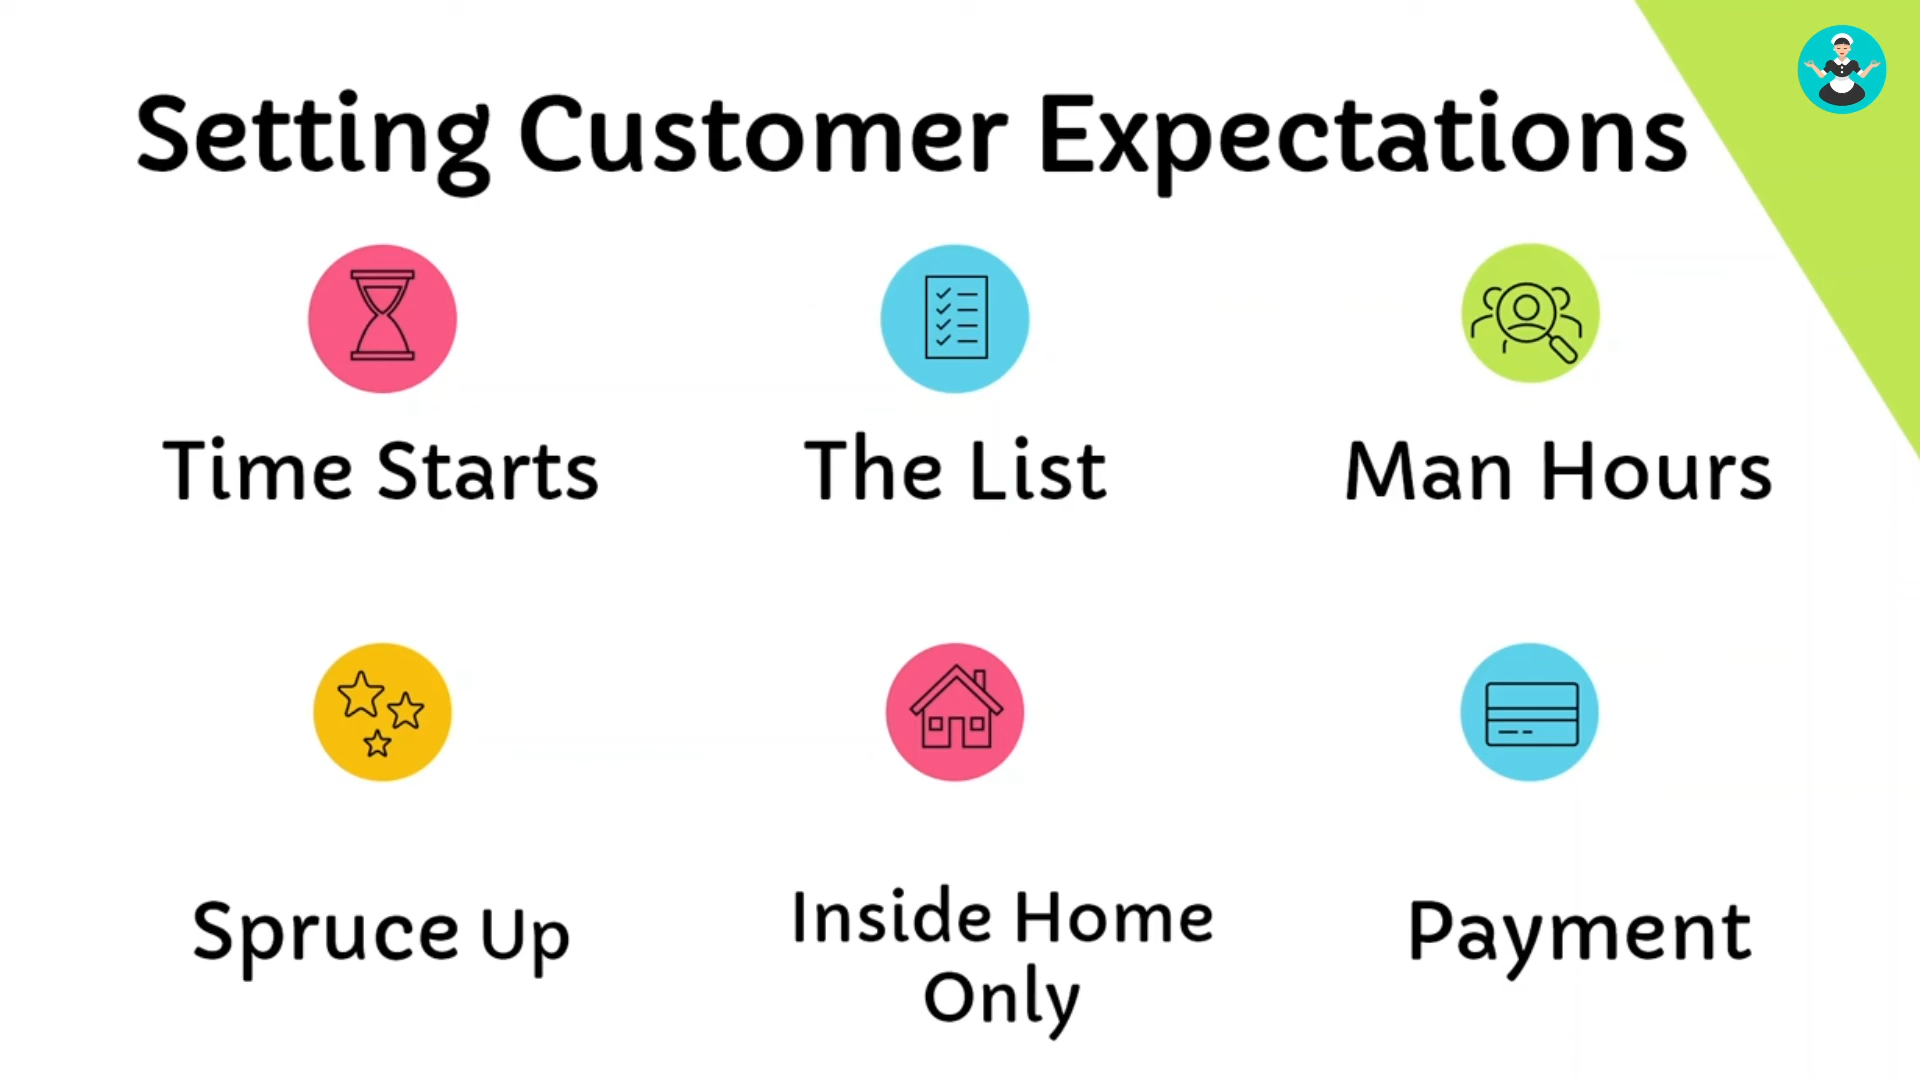 Setting Customer Expectations
Time Starts
The List
Man Hours
Spruce Up
Inside Home
Only
Payment